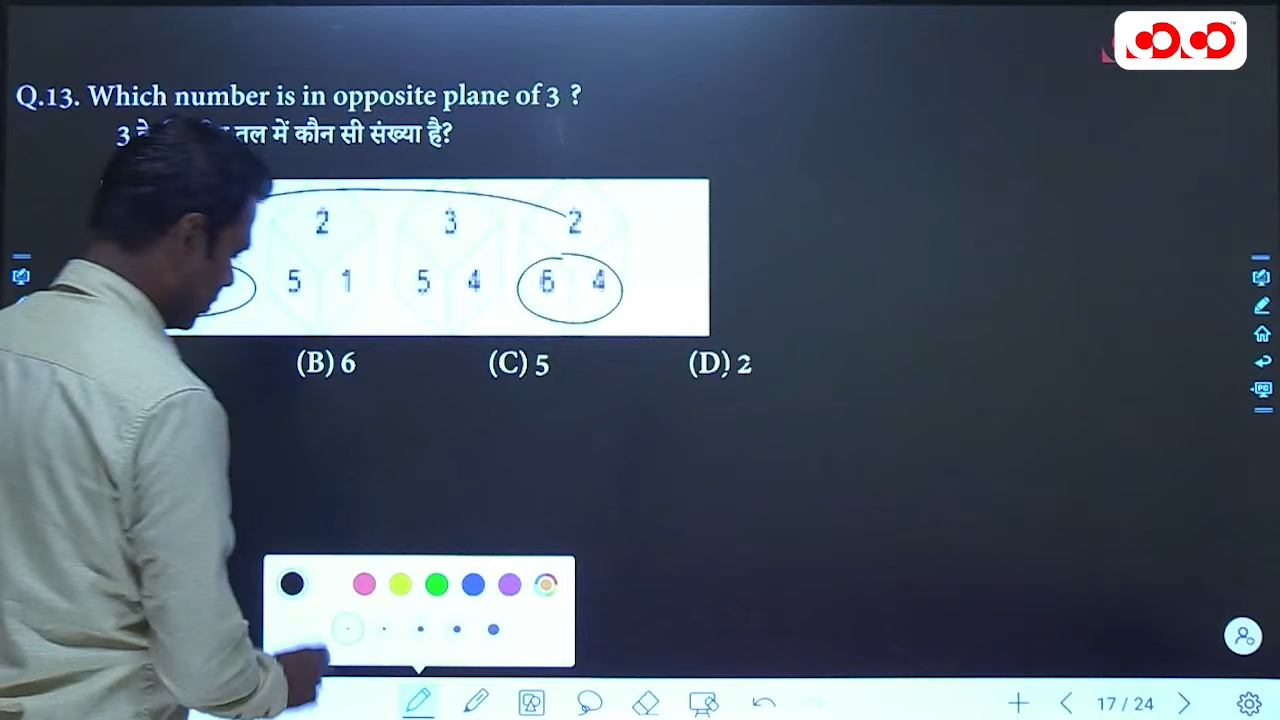 Q.13. Which number is in opposite plane of 3 ?
3 तल में कौन सी संख्या है?
2 3 2
5 1 5 4 6 4
(B) 6 (C) 5 (D) 2
17 / 24